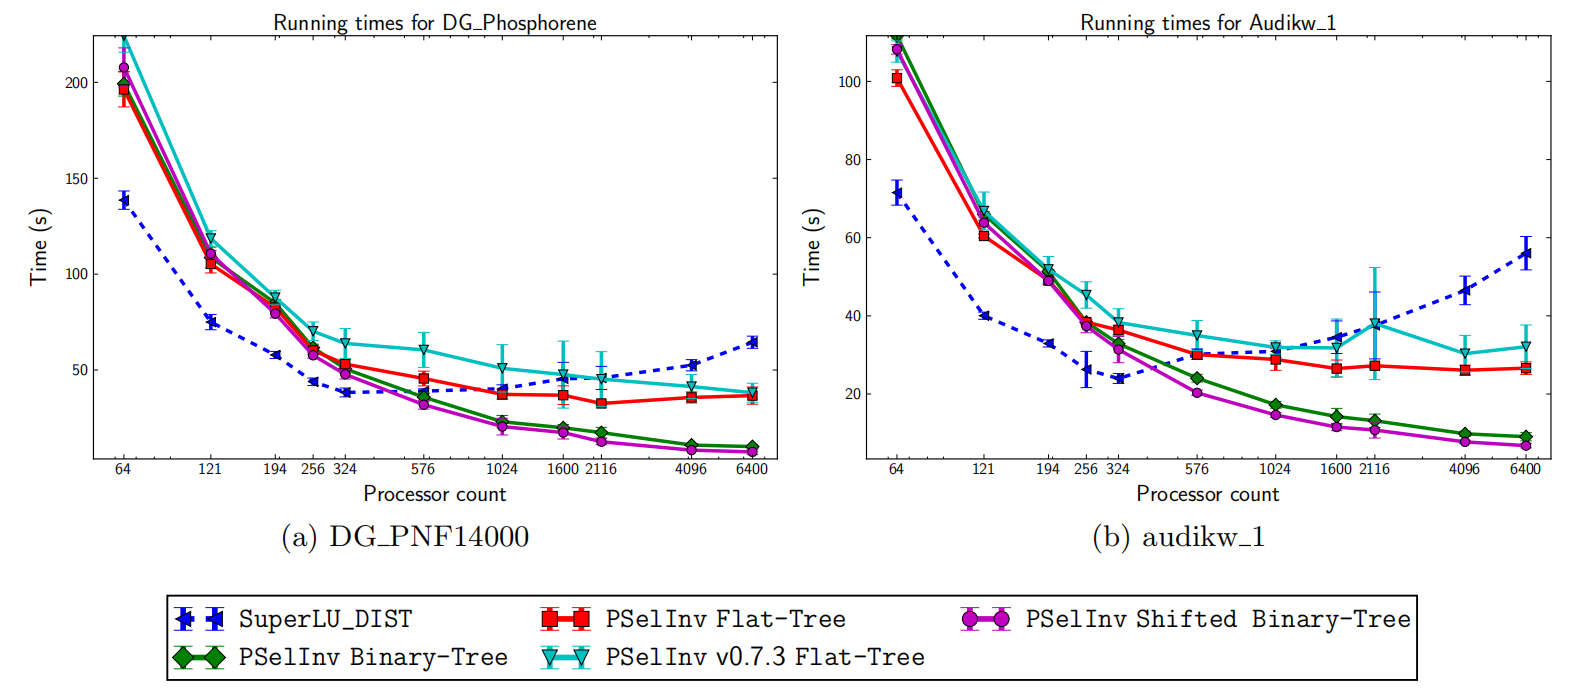 Running times for DG_Phosphorene
200
150
100
50
Time (s)
64 121 194 256 324 576 1024 1600 2116 4096 6400
Processor count
(a) DG_PNF14000
Running times for Audikw_1
100
80
60
40
20
Time (s)
64 121 194 256 324 576 1024 1600 2116 4096 6400
Processor count
(b) audikw_1
SuperLU_DIST PSelInv Flat-Tree PSelInv Shifted Binary-Tree
PSelInv Binary-Tree PSelInv v0.7.3 Flat-Tree